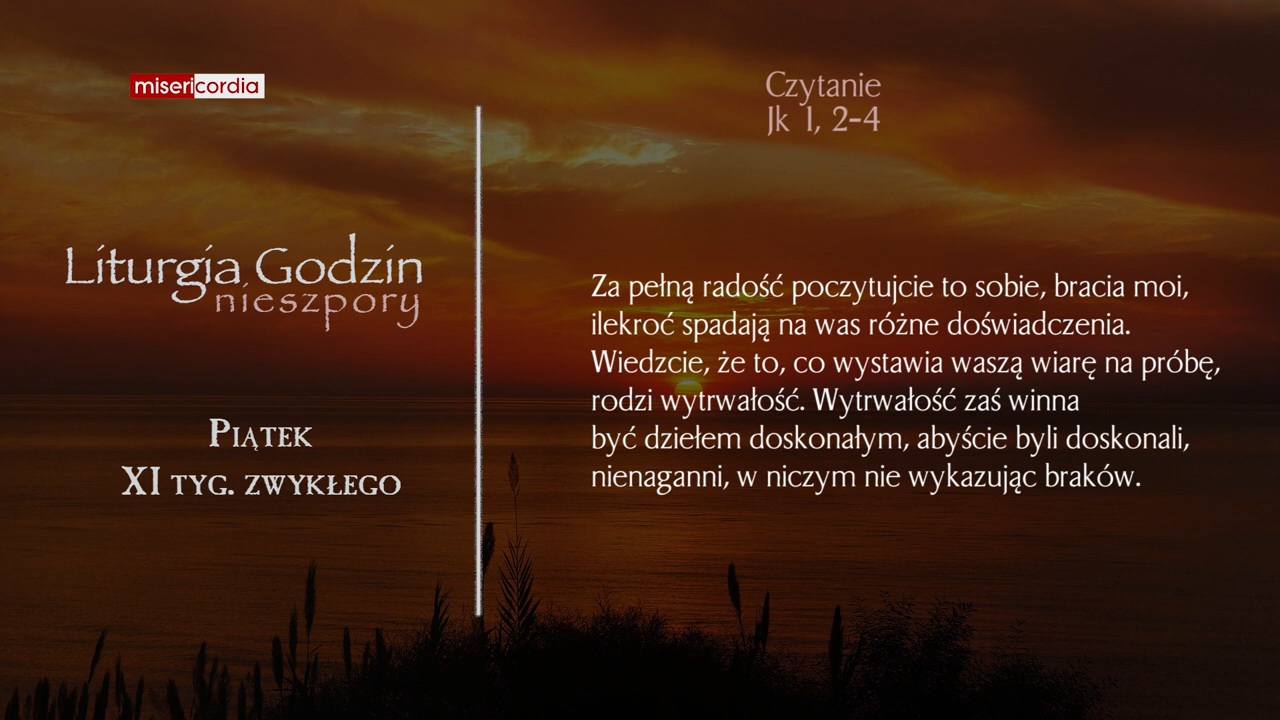 misericordia
Liturgia Godzin
nieszpory
Piątek
XI tyg. zwykłego
Czytanie
Jk 1, 2-4
Za pełną radość poczytujcie to sobie, bracia moi,
ilekroć spadają na was różne doświadczenia.
Wiedzcie, że to, co wystawia waszą wiarę na próbę,
rodzi wytrwałość. Wytrwałość zaś winna
być dziełem doskonałym, abyście byli doskonali,
nienaganni, w niczym nie wykazując braków.